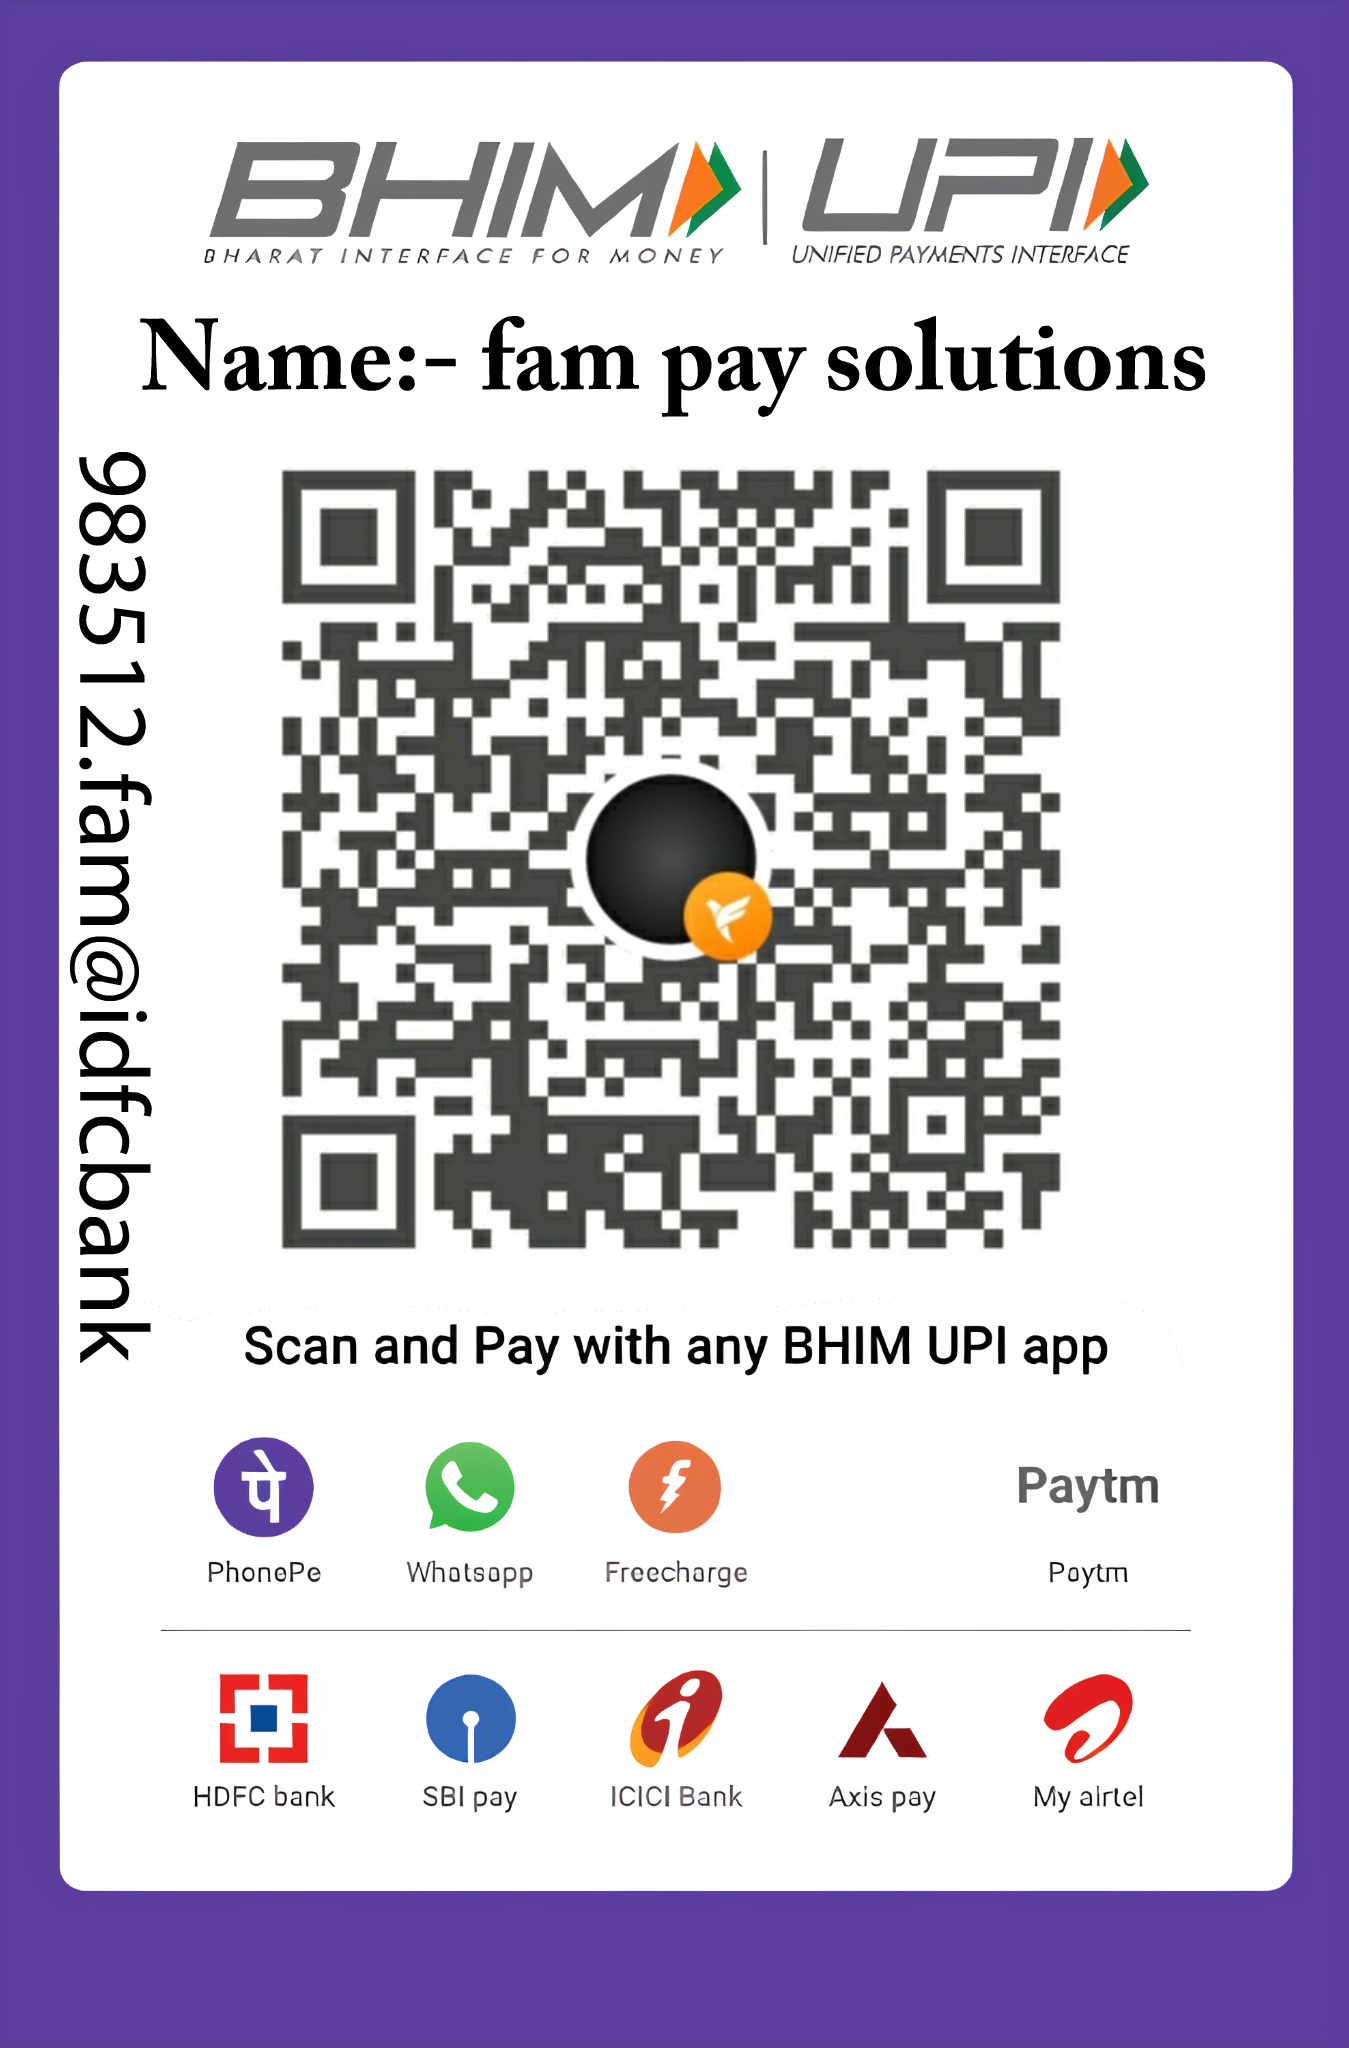 BHIM
BHARAT INTERFACE FOR MONEY
UPI
UNIFIED PAYMENTS INTERFACE
Name:- fam pay solutions
983512.fam@idfcbank
Scan and Pay with any BHIM UPI app
पे
Paytm
PhonePe
Whatsapp
Freecharge
Paytm
HDFC bank
SBI pay
ICICI Bank
Axis pay
My airtel